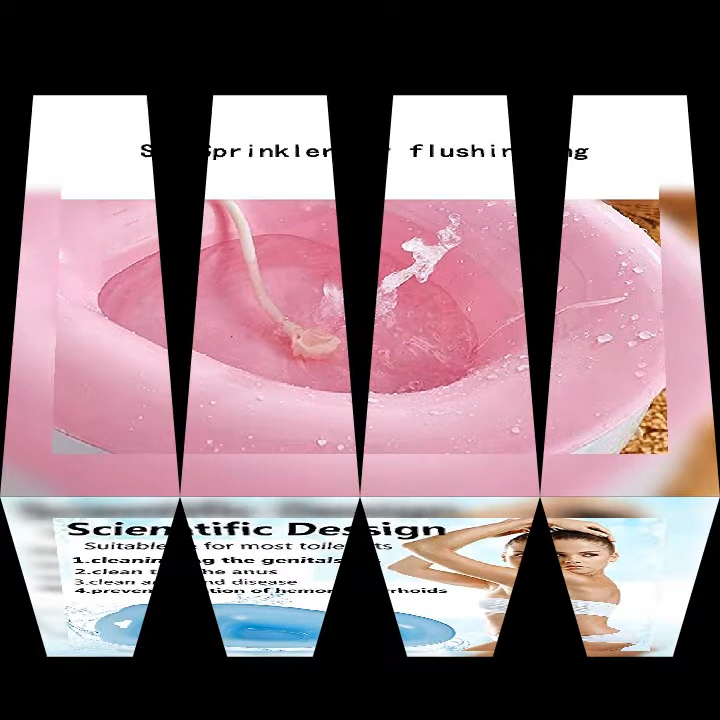 Sprinkler flushing
Scientific Design
Suitable for most toilets
1.cleaning the genitals
2.clean the anus
3.clean and disease
4.prevention of hemorrhoids